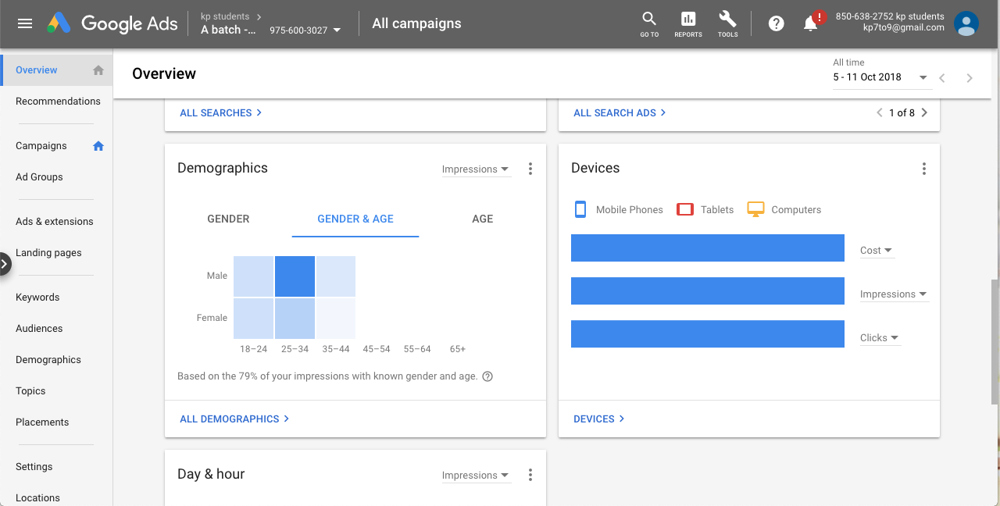 Google Ads
kp students
A batch -...
975-600-3027
All campaigns
GO TO
REPORTS
TOOLS
!
850-638-2752 kp students
kp7to9@gmail.com
Overview
Recommendations
Campaigns
Ad Groups
Ads & extensions
Landing pages
Keywords
Audiences
Demographics
Topics
Placements
Settings
Locations
Overview
All time
5 - 11 Oct 2018
ALL SEARCHES
ALL SEARCH ADS
1 of 8
Demographics
Impressions
GENDER
GENDER & AGE
AGE
Male
Female
18–24 25–34 35–44 45–54 55–64 65+
Based on the 79% of your impressions with known gender and age.
ALL DEMOGRAPHICS
Devices
Mobile Phones
Tablets
Computers
Cost
Impressions
Clicks
DEVICES
Day & hour
Impressions